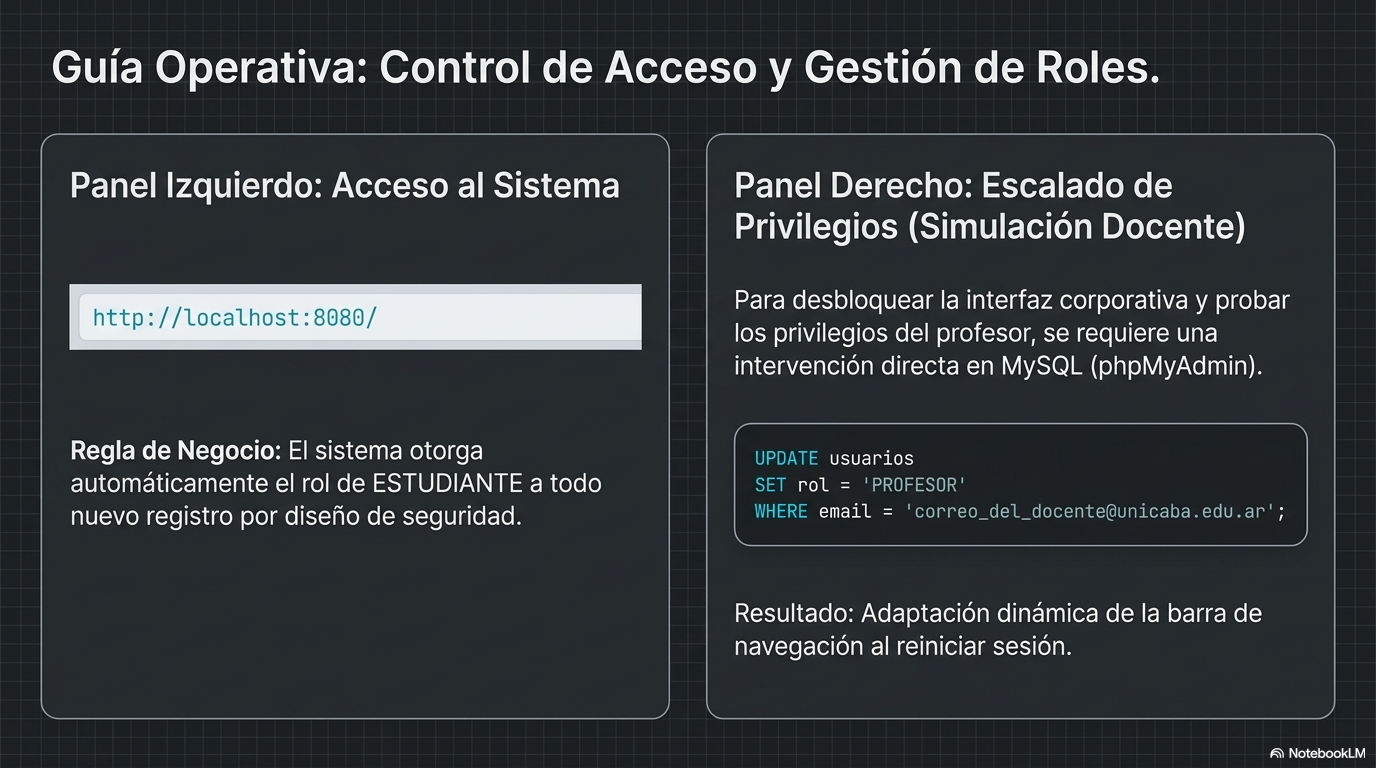 Guía Operativa: Control de Acceso y Gestión de Roles.
Panel Izquierdo: Acceso al Sistema
http://localhost:8080/
Regla de Negocio: El sistema otorga
automáticamente el rol de ESTUDIANTE a todo
nuevo registro por diseño de seguridad.
Panel Derecho: Escalado de
Privilegios (Simulación Docente)
Para desbloquear la interfaz corporativa y probar
los privilegios del profesor, se requiere una
intervención directa en MySQL (phpMyAdmin).
UPDATE usuarios
SET rol = 'PROFESOR'
WHERE email = 'correo_del_docente@unicaba.edu.ar';
Resultado: Adaptación dinámica de la barra de
navegación al reiniciar sesión.
NotebookLM